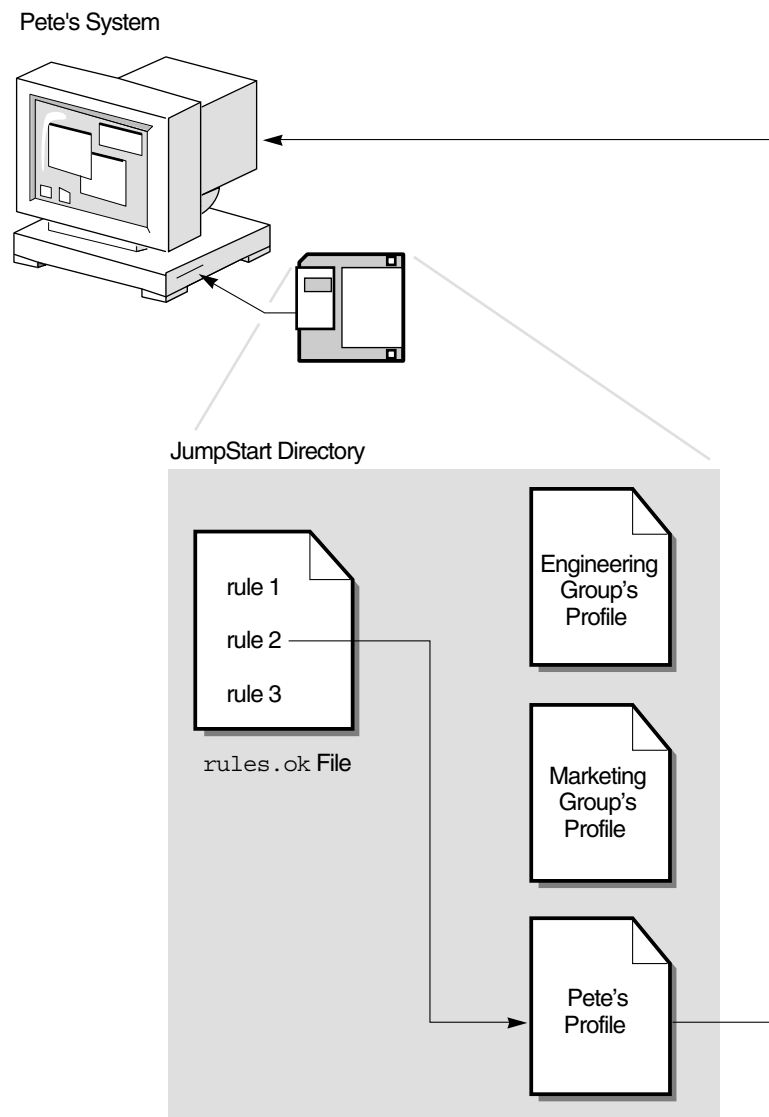 Pete's System
JumpStart Directory
rule 1
rule 2
rule 3
rules.ok File
Engineering
Group's
Profile
Marketing
Group's
Profile
Pete's
Profile